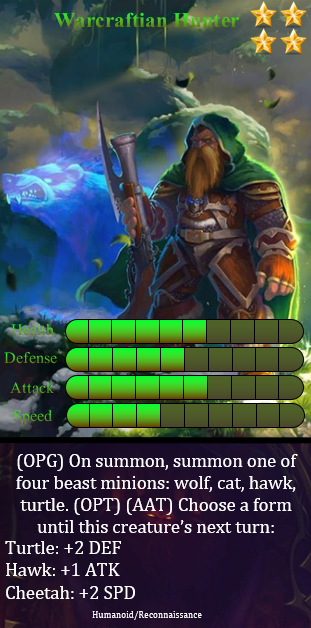 Warcraftian Hunter
Health
Defense
Attack
Speed
(OPG) On summon, summon one of
four beast minions: wolf, cat, hawk,
turtle. (OPT) (AAT) Choose a form
until this creature's next turn:
Turtle: +2 DEF
Hawk: +1 ATK
Cheetah: +2 SPD
Humanoid/Reconnaissance